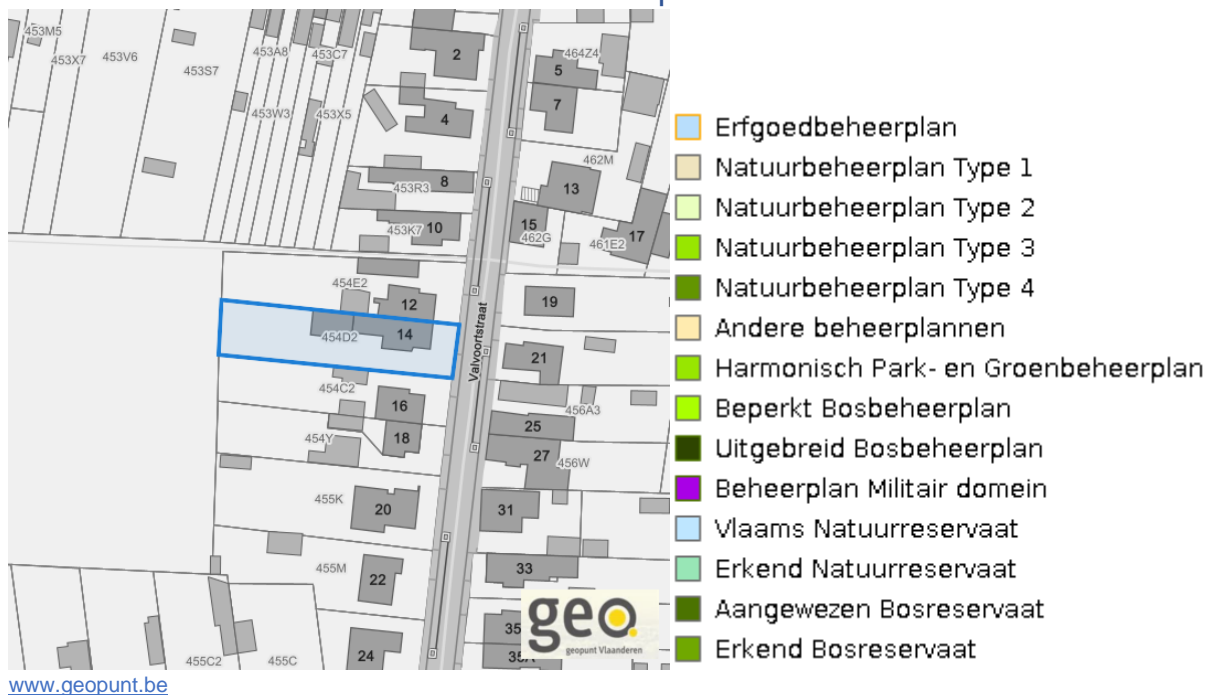 453M5
453X7
453V6
453S7
453A8
453C7
2
464Z4
5
7
453W3
453X5
4
462M
453R3
8
13
453K7
10
15
462G
461E2
17
454E2
12
19
454D2
14
Valvoortstraat
21
454C2
16
456A3
454Y
18
25
27
456W
455K
20
31
455M
22
33
35
455C2
455C
24
35A
geo.
geopunt Vlaanderen
Erfgoedbeheerplan
Natuurbeheerplan Type 1
Natuurbeheerplan Type 2
Natuurbeheerplan Type 3
Natuurbeheerplan Type 4
Andere beheerplannen
Harmonisch Park- en Groenbeheerplan
Beperkt Bosbeheerplan
Uitgebreid Bosbeheerplan
Beheerplan Militair domein
Vlaams Natuurreservaat
Erkend Natuurreservaat
Aangewezen Bosreservaat
Erkend Bosreservaat
www.geopunt.be